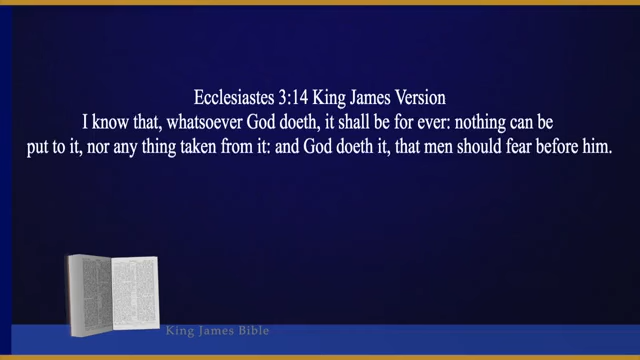 Ecclesiastes 3:14 King James Version
I know that, whatsoever God doeth, it shall be for ever: nothing can be
put to it, nor any thing taken from it: and God doeth it, that men should fear before him.
King James Bible